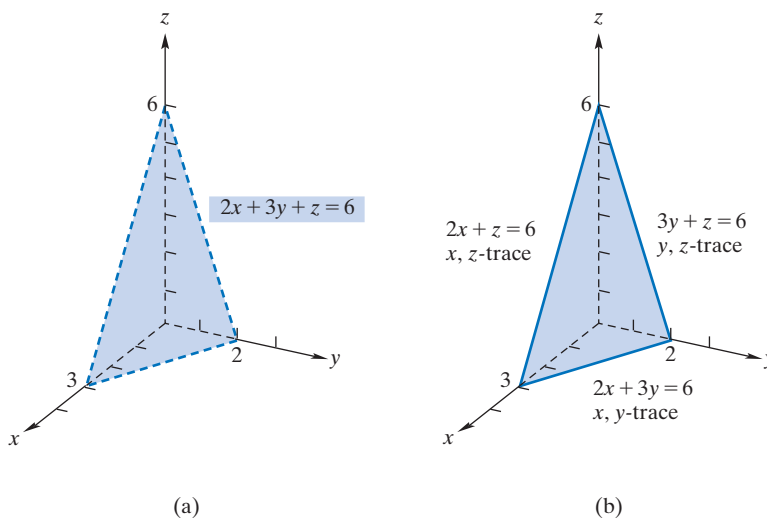 z
6
2x + 3y + z = 6
3
2
y
x
(a)
z
6
2x + z = 6
x, z-trace
3y + z = 6
y, z-trace
3
2
y
2x + 3y = 6
x, y-trace
x
(b)